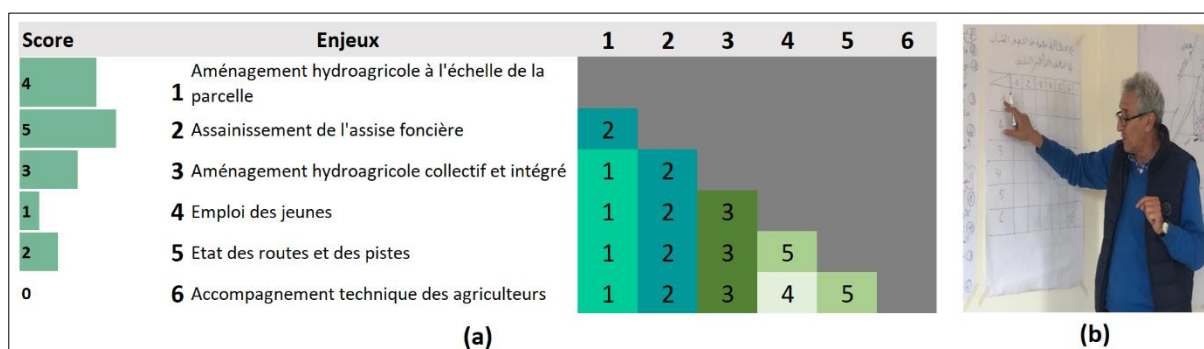 Score Enjeux 1 2 3 4 5 6
4 1 Aménagement hydroagricole à l'échelle de la
parcelle
5 2 Assainissement de l'assise foncière 2
3 3 Aménagement hydroagricole collectif et intégré 1 2
1 4 Emploi des jeunes 1 2 3
2 5 Etat des routes et des pistes 1 2 3 5
0 6 Accompagnement technique des agriculteurs 1 2 3 4 5
(a)
(b)